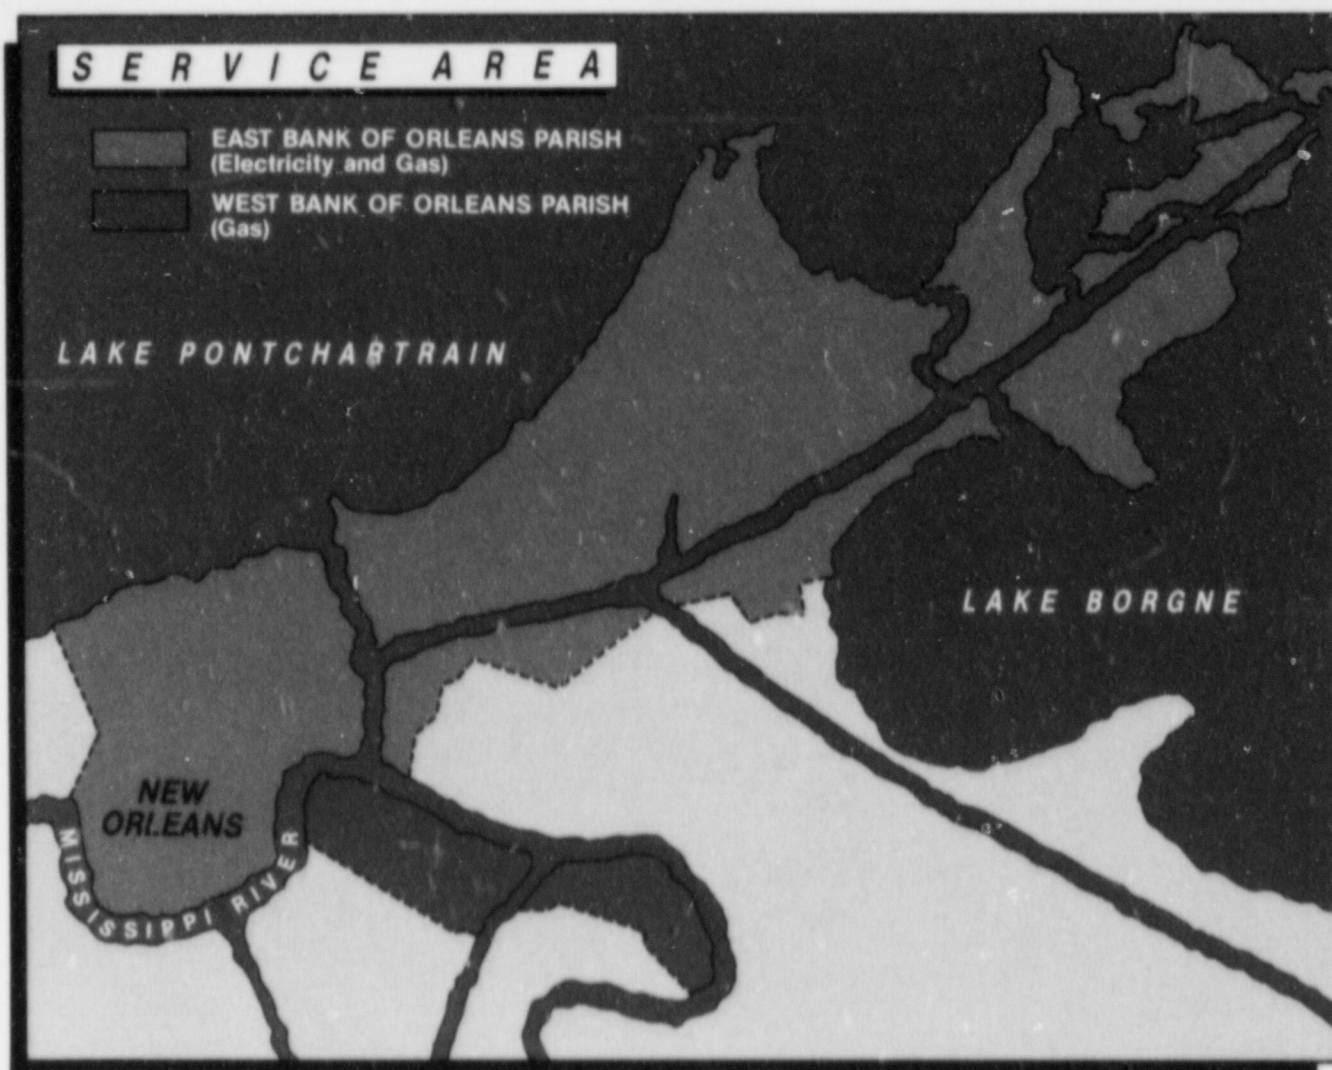 SERVICE AREA
EAST BANK OF ORLEANS PARISH
(Electricity and Gas)
WEST BANK OF ORLEANS PARISH
(Gas)
LAKE PONTCHARTRAIN
LAKE BORGNE
NEW
ORLEANS
MISSISSIPPI RIVER